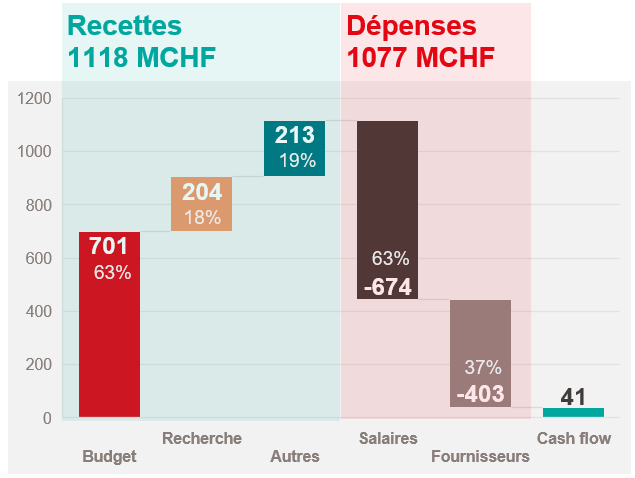 Recettes
1118 MCHF
Dépenses
1077 MCHF
1200
1000
800
600
400
200
0
701
63%
204
18%
213
19%
63%
-674
37%
-403
41
Budget
Recherche
Autres
Salaires
Fournisseurs
Cash flow